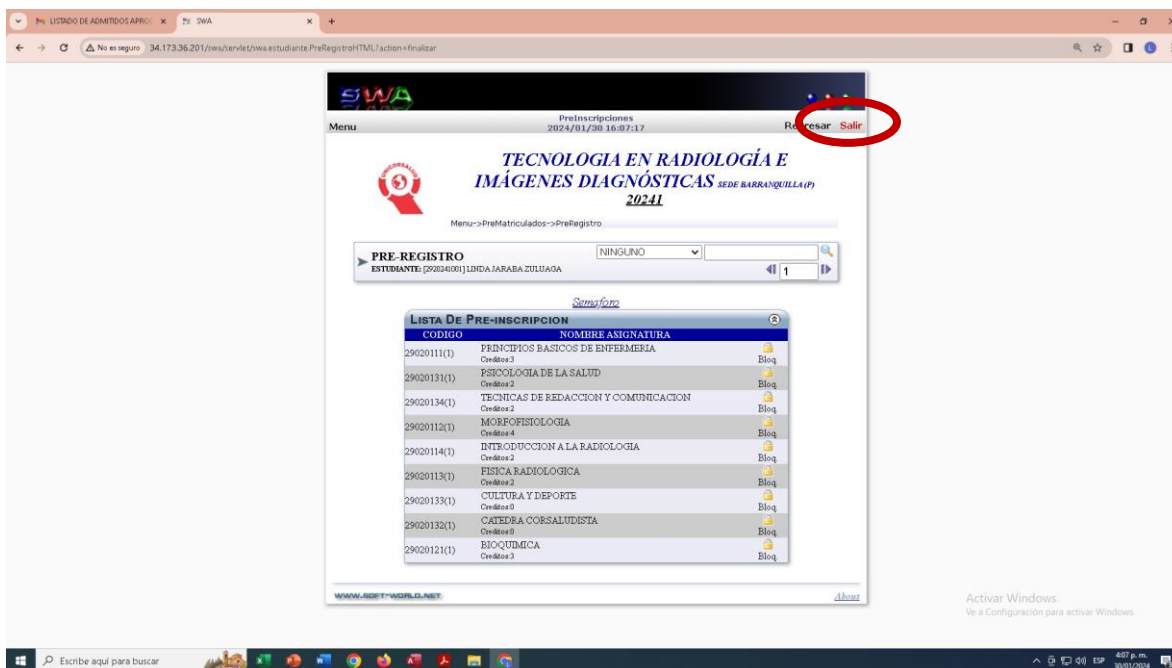 LISTADO DE ADMITIDOS APROB
SWA
No es seguro 34.173.36.201/swa/servlet/swa.estudiante.PreRegistroHTML?action=finalizar
SWA
Menu
PreInscripciones
2024/01/30 16:07:17
Regresar Salir
UNICORSALUD
TECNOLOGIA EN RADIOLOGÍA E
IMÁGENES DIAGNÓSTICAS SEDE BARRANQUILLA (P)
20241
Menu->PreMatriculados->PreRegistro
PRE-REGISTRO
NINGUNO
ESTUDIANTE: [2920241001] LINDA JARABA ZULUAGA
1
Semaforo
LISTA DE PRE-INSCRIPCION
CODIGO NOMBRE ASIGNATURA
29020111(1) PRINCIPIOS BASICOS DE ENFERMERIA
Creditos:3 Bloq.
29020131(1) PSICOLOGIA DE LA SALUD
Creditos:2 Bloq.
29020134(1) TECNICAS DE REDACCION Y COMUNICACION
Creditos:2 Bloq.
29020112(1) MORFOFISIOLOGIA
Creditos:4 Bloq.
29020114(1) INTRODUCCION A LA RADIOLOGIA
Creditos:2 Bloq.
29020113(1) FISICA RADIOLOGICA
Creditos:2 Bloq.
29020133(1) CULTURA Y DEPORTE
Creditos:0 Bloq.
29020132(1) CATEDRA CORSALUDISTA
Creditos:0 Bloq.
29020121(1) BIOQUIMICA
Creditos:3 Bloq.
WWW.SOFT-WORLD.NET
About
Activar Windows
Ve a Configuración para activar Windows.
Escribe aquí para buscar
ESP
4:07 p. m.
30/01/2024